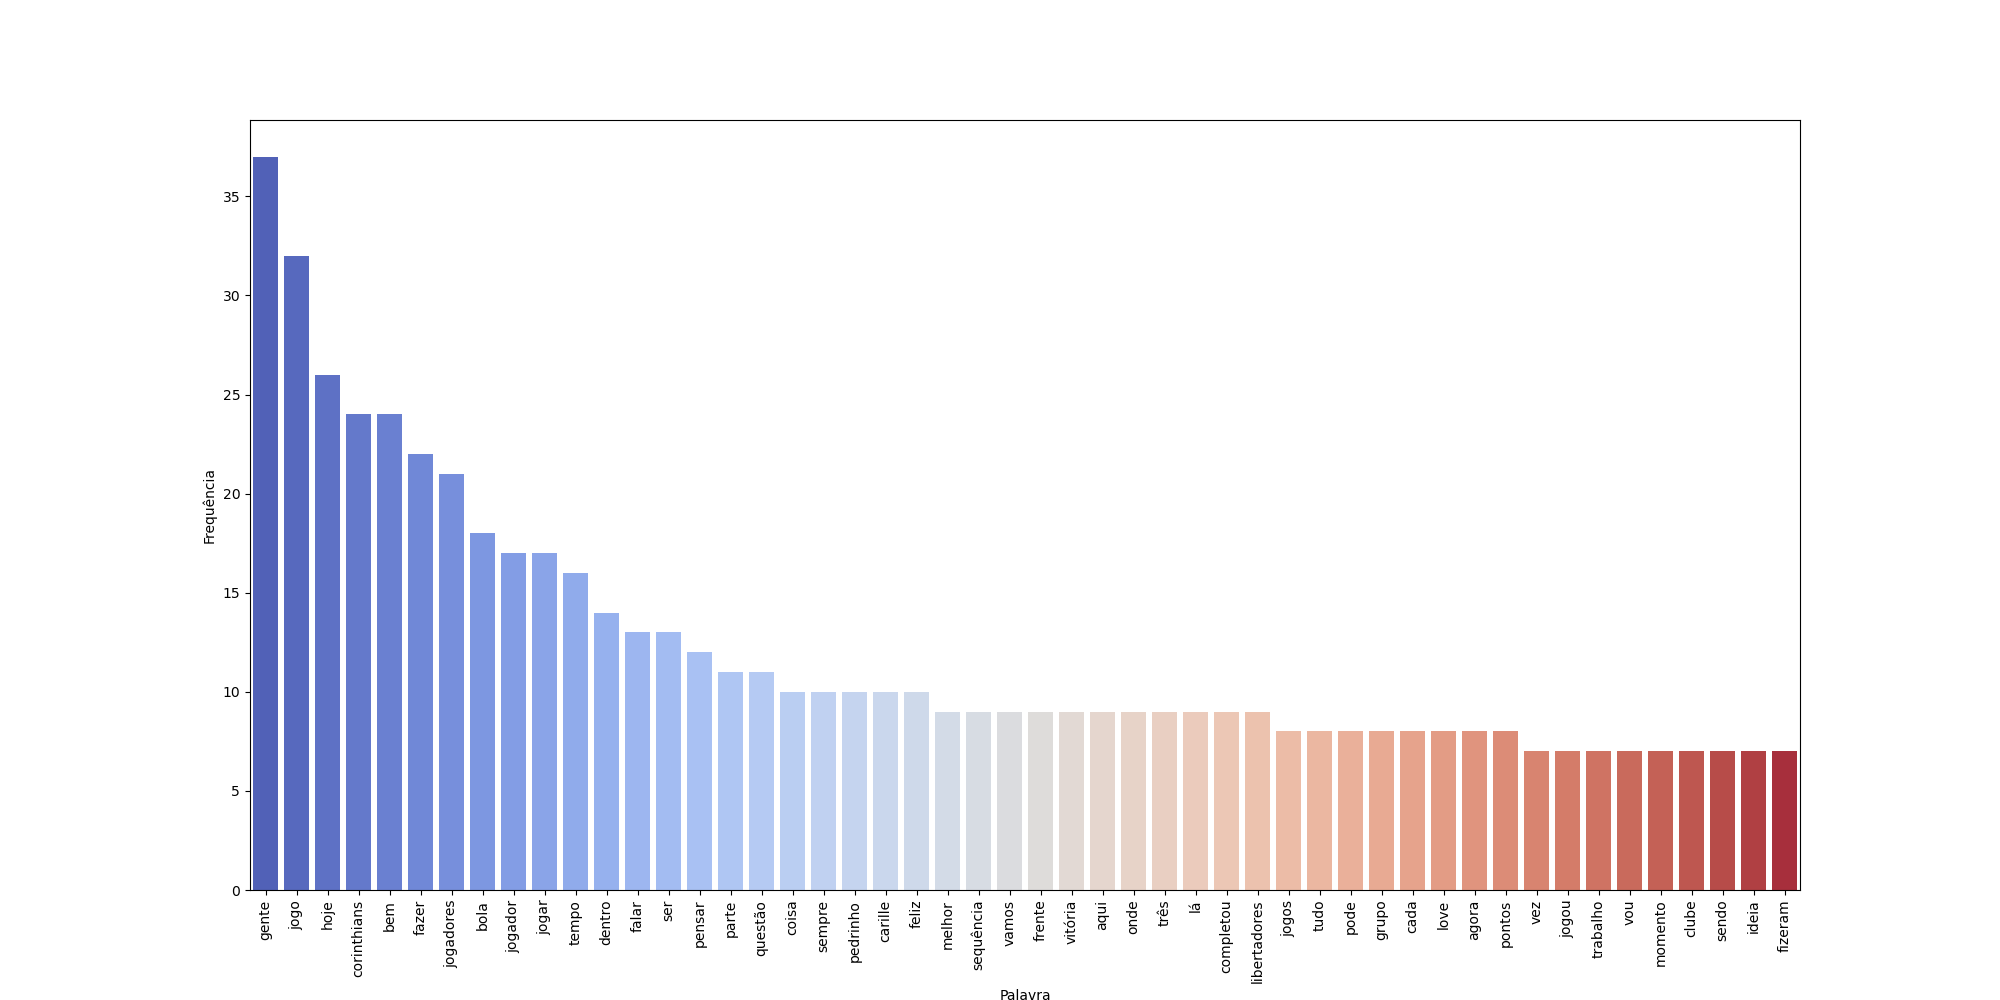 35
30
25
20
15
10
5
0
Frequência
gente
jogo
hoje
corinthians
bem
fazer
jogadores
bola
jogador
jogar
tempo
dentro
falar
ser
pensar
parte
questão
coisa
sempre
pedrinho
carille
feliz
melhor
sequência
vamos
frente
vitória
aqui
onde
três
lá
completou
libertadores
jogos
tudo
pode
grupo
cada
love
agora
pontos
vez
jogou
trabalho
vou
momento
clube
sendo
ideia
fizeram
Palavra